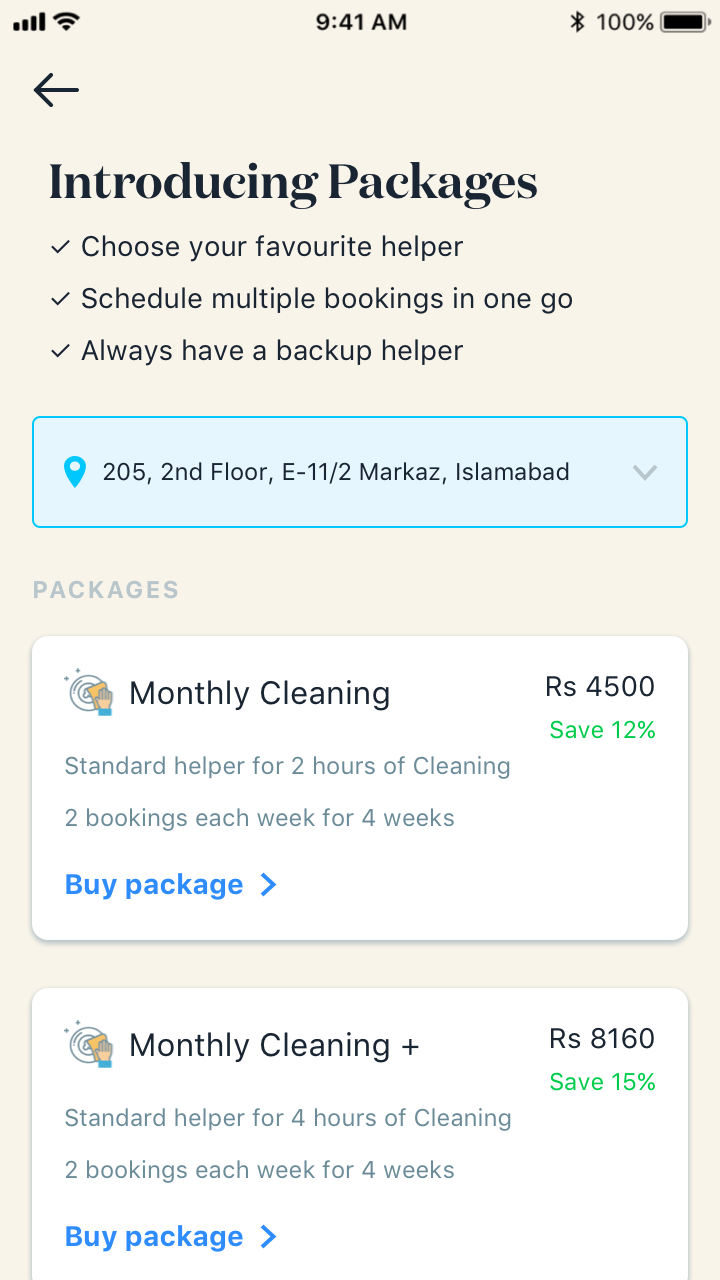 9:41 AM
100%
Introducing Packages
Choose your favourite helper
Schedule multiple bookings in one go
Always have a backup helper
205, 2nd Floor, E-11/2 Markaz, Islamabad
PACKAGES
Monthly Cleaning
Rs 4500
Save 12%
Standard helper for 2 hours of Cleaning
2 bookings each week for 4 weeks
Buy package
Monthly Cleaning +
Rs 8160
Save 15%
Standard helper for 4 hours of Cleaning
2 bookings each week for 4 weeks
Buy package